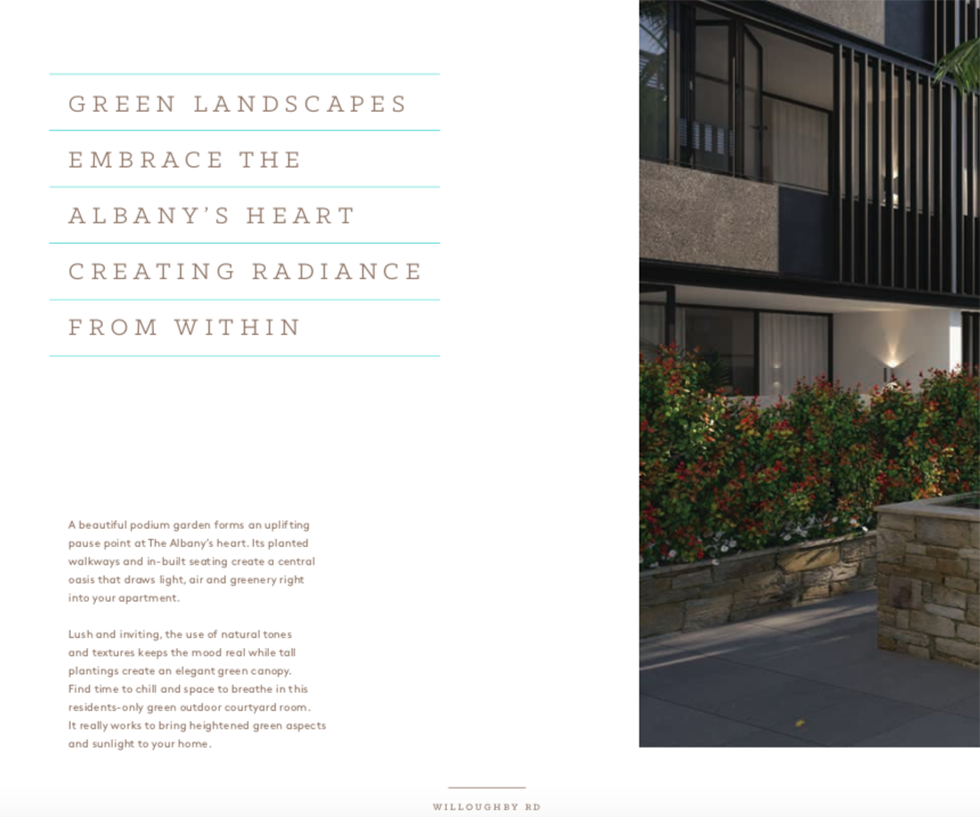 GREEN LANDSCAPES
EMBRACE THE
ALBANY’S HEART
CREATING RADIANCE
FROM WITHIN
A beautiful podium garden forms an uplifting
pause point at The Albany’s heart. Its planted
walkways and in-built seating create a central
oasis that draws light, air and greenery right
into your apartment.
Lush and inviting, the use of natural tones
and textures keeps the mood real while tall
plantings create an elegant green canopy.
Find time to chill and space to breathe in this
residents-only green outdoor courtyard room.
It really works to bring heightened green aspects
and sunlight to your home.
WILLOUGHBY RD